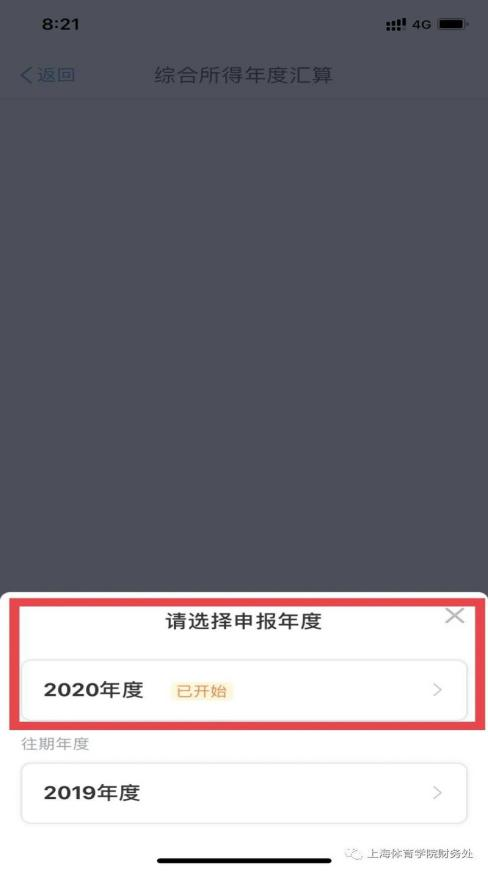 8:21
4G
返回
综合所得年度汇算
请选择申报年度
2020年度 已开始
往期年度
2019年度
上海体育学院财务处